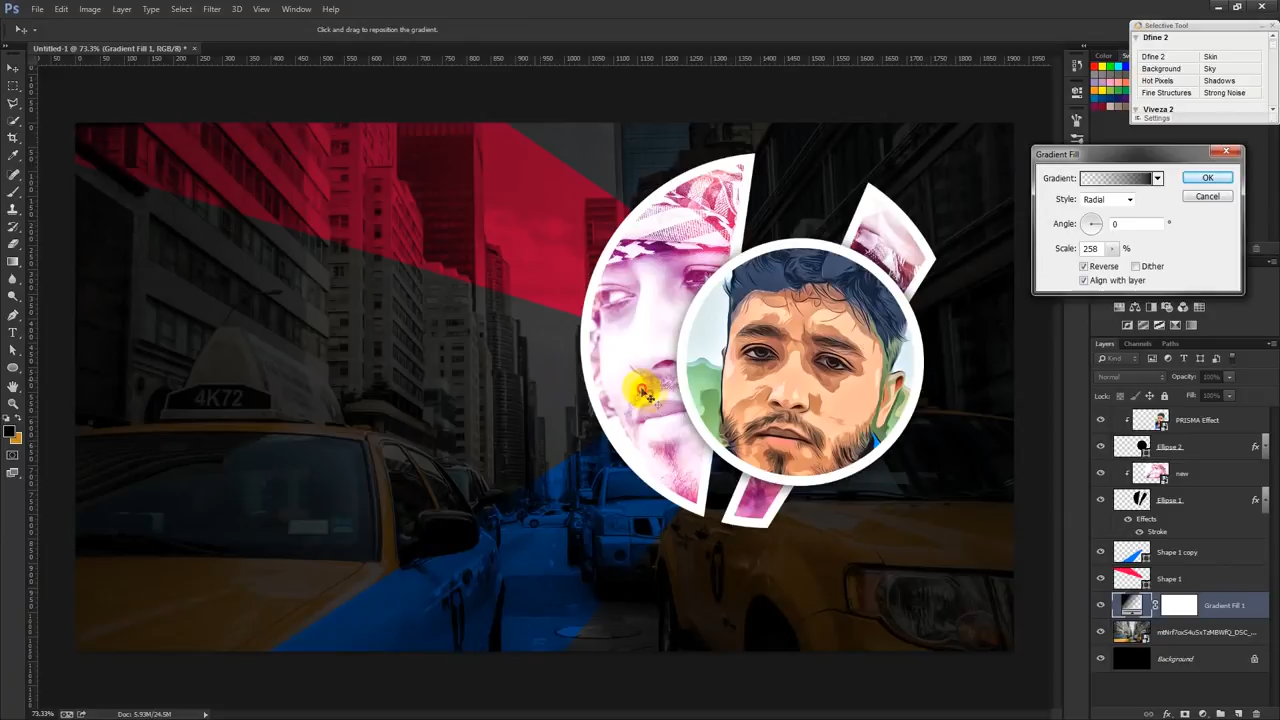 Ps File Edit Image Layer Type Select Filter 3D View Window Help
Click and drag to reposition the gradient.
Untitled-1 @ 73.3% (Gradient Fill 1, RGB/8) * ×
Selective Tool
Dfine 2
Dfine 2 Skin
Background Sky
Hot Pixels Shadows
Fine Structures Strong Noise
Viveza 2
Settings
Color
Gradient Fill
Gradient: OK
Style: Radial Cancel
Angle: 0 °
Scale: 258 %
Reverse Dither
Align with layer
4K72
Layers Channels Paths
Kind
Normal Opacity: 100%
Lock: Fill: 100%
PRISMA Effect
Ellipse 2 fx
new
Ellipse 1 fx
Effects
Stroke
Shape 1 copy
Shape 1
Gradient Fill 1
Background
73.33% Doc: 5.93M/24.5M